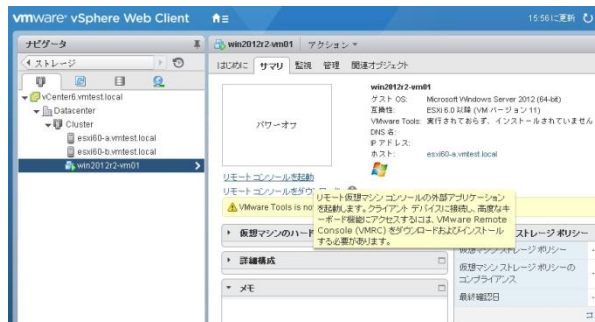 vmware® vSphere Web Client
15:56に更新
ナビゲータ
ストレージ
vCenter6.vmtest.local
Datacenter
Cluster
esxi60-a.vmtest.local
esxi60-b.vmtest.local
win2012r2-vm01
win2012r2-vm01 アクション
はじめに サマリ 監視 管理 関連オブジェクト
パワーオフ
win2012r2-vm01
ゲスト OS: Microsoft Windows Server 2012 (64-bit)
互換性: ESXi 6.0 以降 (VM バージョン 11)
VMware Tools: 実行されておらず、インストールされていません
DNS 名:
IP アドレス:
ホスト: esxi60-a.vmtest.local
リモートコンソールを起動
リモートコンソールをダウンロード
VMware Tools is no
リモート仮想マシン コンソールの外部アプリケーション
を起動します。クライアント デバイスに接続し、高度なキ
ーボード機能にアクセスするには、VMware Remote
Console (VMRC) をダウンロードおよびインストール
する必要があります。
仮想マシンのハード
ストレージ ポリシー
仮想マシン ストレージ ポリシー
仮想マシン ストレージ ポリシーの
コンプライアンス
最終確認日
詳細構成
メモ